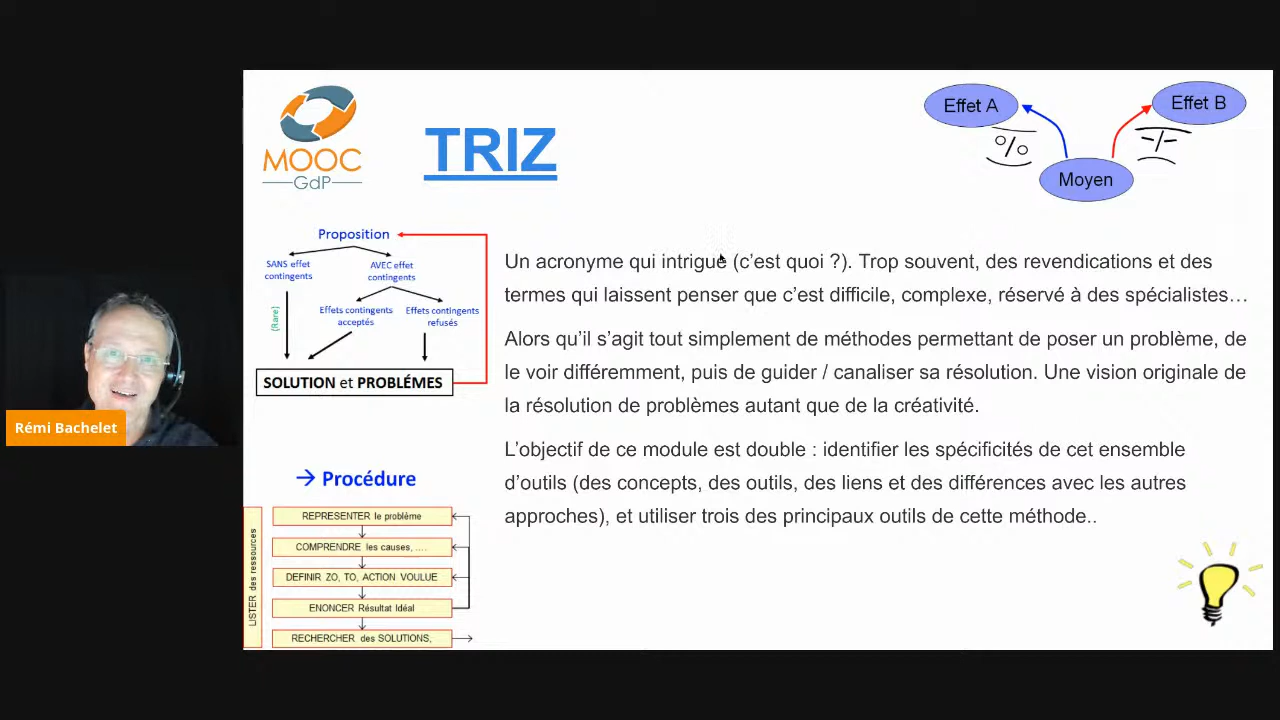 MOOC
GdP
TRIZ
Effet A
Effet B
%
-/-
Moyen
Proposition
SANS effet
contingents
AVEC effet
contingents
(Rare)
Effets contingents
acceptés
Effets contingents
refusés
SOLUTION et PROBLÉMES
Un acronyme qui intrigue (c’est quoi ?). Trop souvent, des revendications et des
termes qui laissent penser que c’est difficile, complexe, réservé à des spécialistes…
Alors qu’il s’agit tout simplement de méthodes permettant de poser un problème, de
le voir différemment, puis de guider / canaliser sa résolution. Une vision originale de
la résolution de problèmes autant que de la créativité.
L’objectif de ce module est double : identifier les spécificités de cet ensemble
d’outils (des concepts, des outils, des liens et des différences avec les autres
approches), et utiliser trois des principaux outils de cette méthode..
Rémi Bachelet
→ Procédure
LISTER des ressources
REPRESENTER le problème
COMPRENDRE les causes, ....
DEFINIR ZO, TO, ACTION VOULUE
ENONCER Résultat Idéal
RECHERCHER des SOLUTIONS,